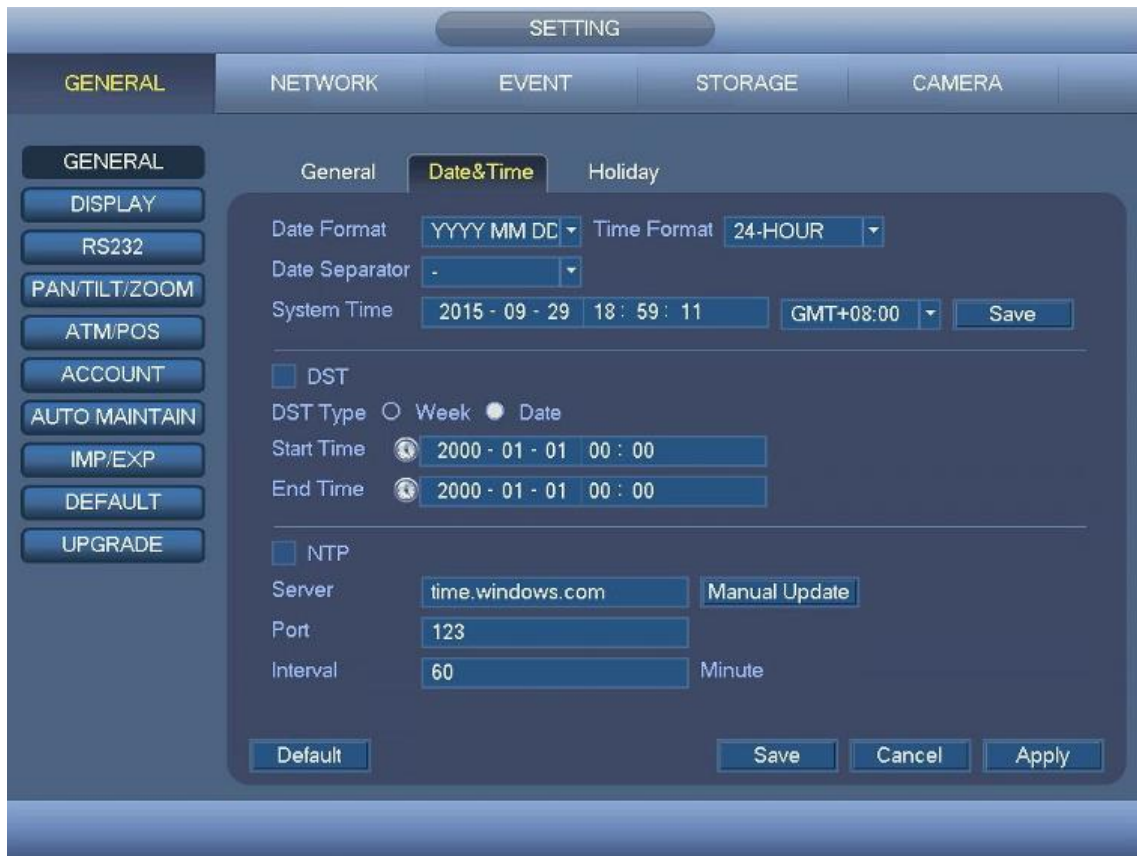 SETTING
GENERAL NETWORK EVENT STORAGE CAMERA
GENERAL
DISPLAY
RS232
PAN/TILT/ZOOM
ATM/POS
ACCOUNT
AUTO MAINTAIN
IMP/EXP
DEFAULT
UPGRADE
General Date&Time Holiday
Date Format YYYY MM DD Time Format 24-HOUR
Date Separator -
System Time 2015 - 09 - 29 18 : 59 : 11 GMT+08:00 Save
DST
DST Type Week Date
Start Time 2000 - 01 - 01 00 : 00
End Time 2000 - 01 - 01 00 : 00
NTP
Server time.windows.com Manual Update
Port 123
Interval 60 Minute
Default Save Cancel Apply